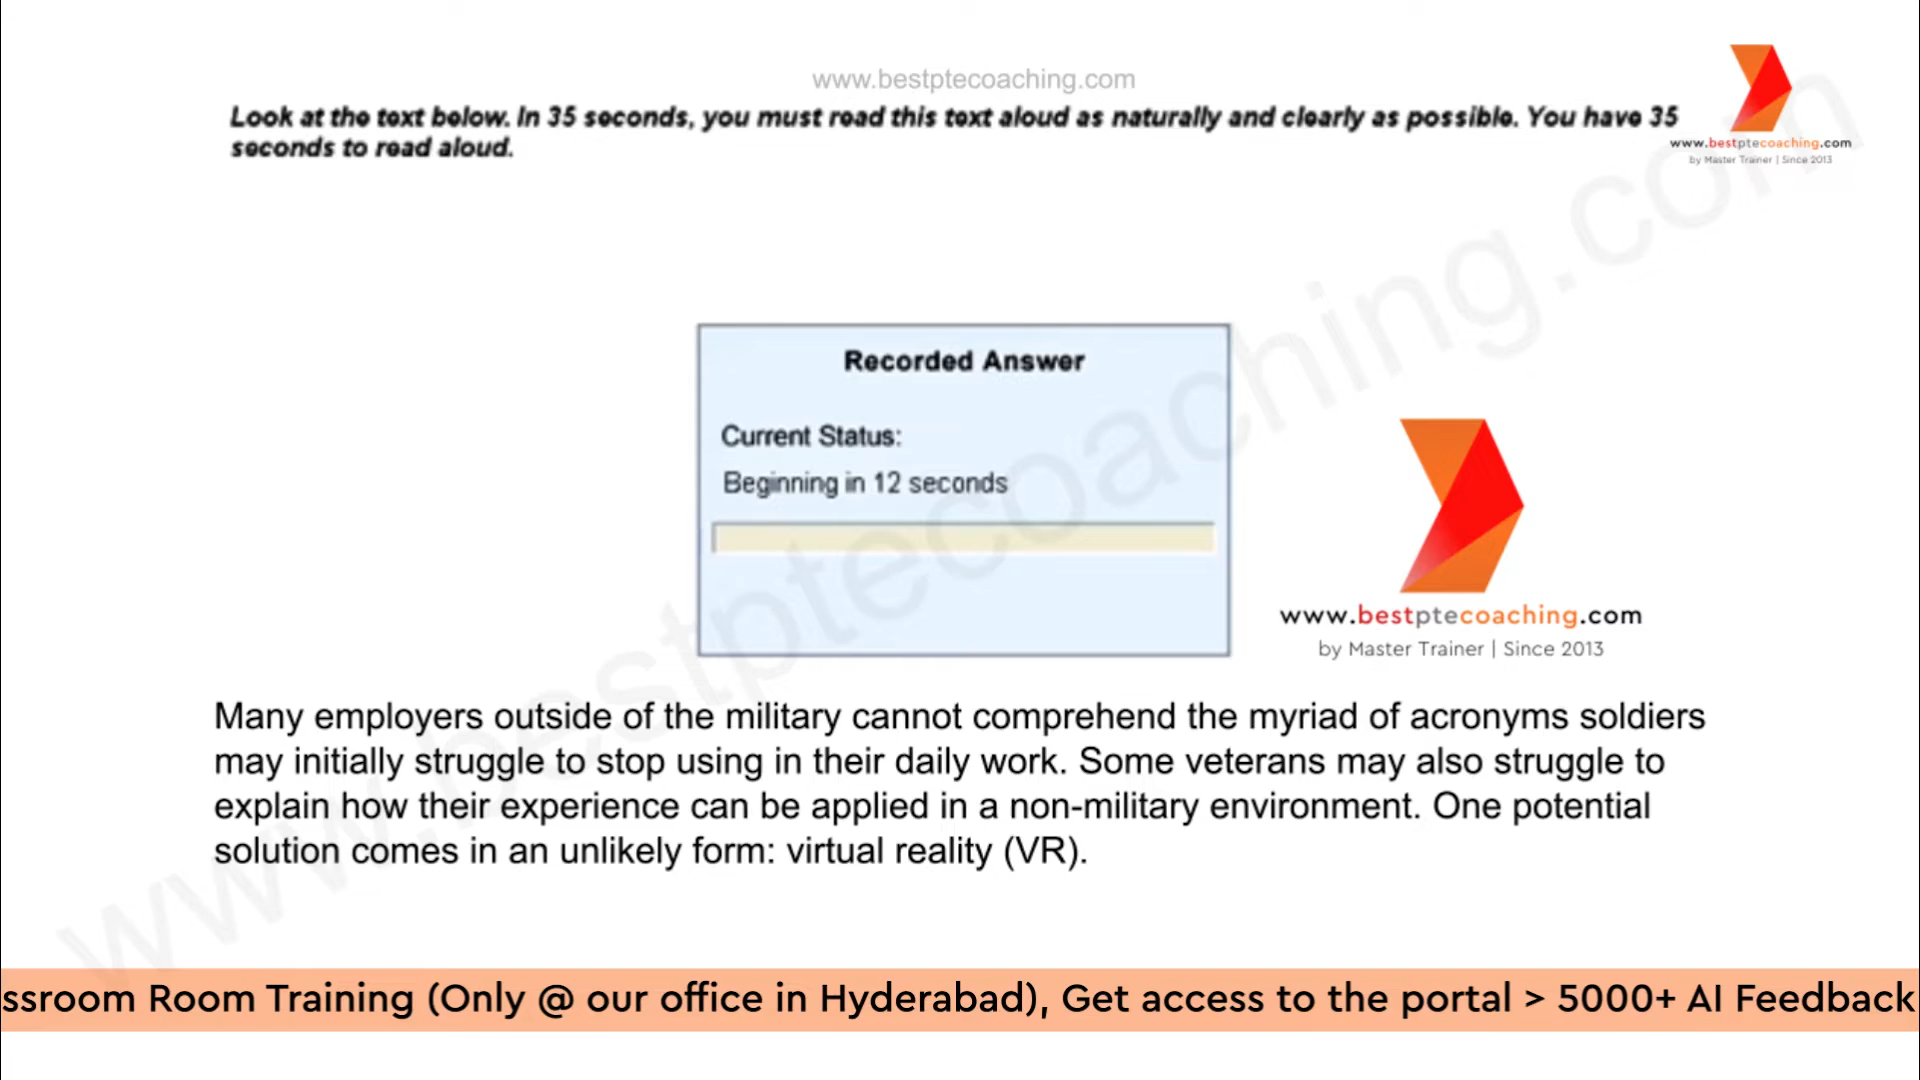 www.bestptecoaching.com
Look at the text below. In 35 seconds, you must read this text aloud as naturally and clearly as possible. You have 35
seconds to read aloud.
www.bestptecoaching.com
by Master Trainer | Since 2013
Recorded Answer
Current Status:
Beginning in 12 seconds
www.bestptecoaching.com
by Master Trainer | Since 2013
www.bestptecoaching.com
Many employers outside of the military cannot comprehend the myriad of acronyms soldiers
may initially struggle to stop using in their daily work. Some veterans may also struggle to
explain how their experience can be applied in a non-military environment. One potential
solution comes in an unlikely form: virtual reality (VR).
ssroom Room Training (Only @ our office in Hyderabad), Get access to the portal > 5000+ AI Feedback